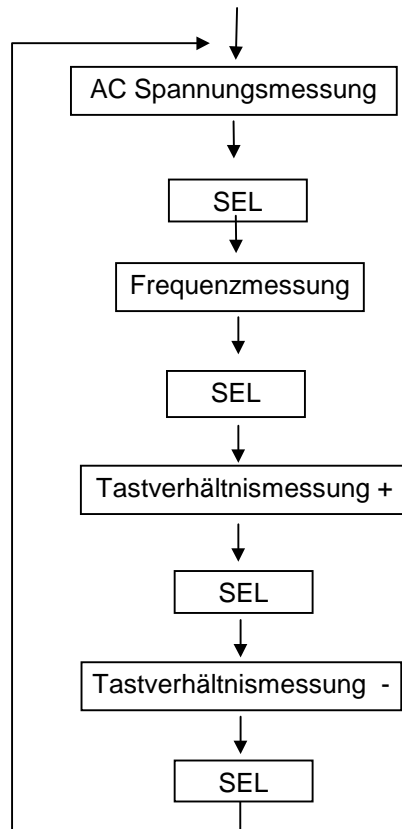 AC Spannungsmessung
SEL
Frequenzmessung
SEL
Tastverhältnismessung +
SEL
Tastverhältnismessung -
SEL